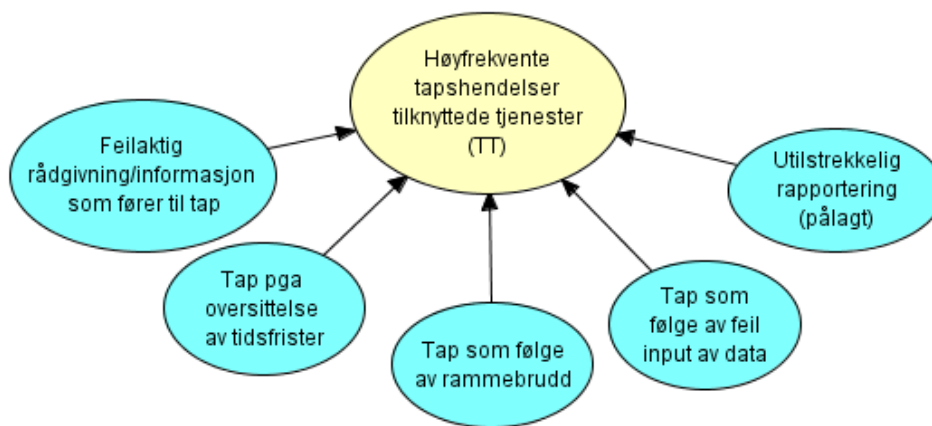 Høyfrekvente
tapshendelser
tilknyttede tjenester
(TT)
Feilaktig
rådgivning/informasjon
som fører til tap
Utilstrekkelig
rapportering
(pålagt)
Tap pga
oversittelse
av tidsfrister
Tap som følge
av rammebrudd
Tap som
følge av feil
input av data